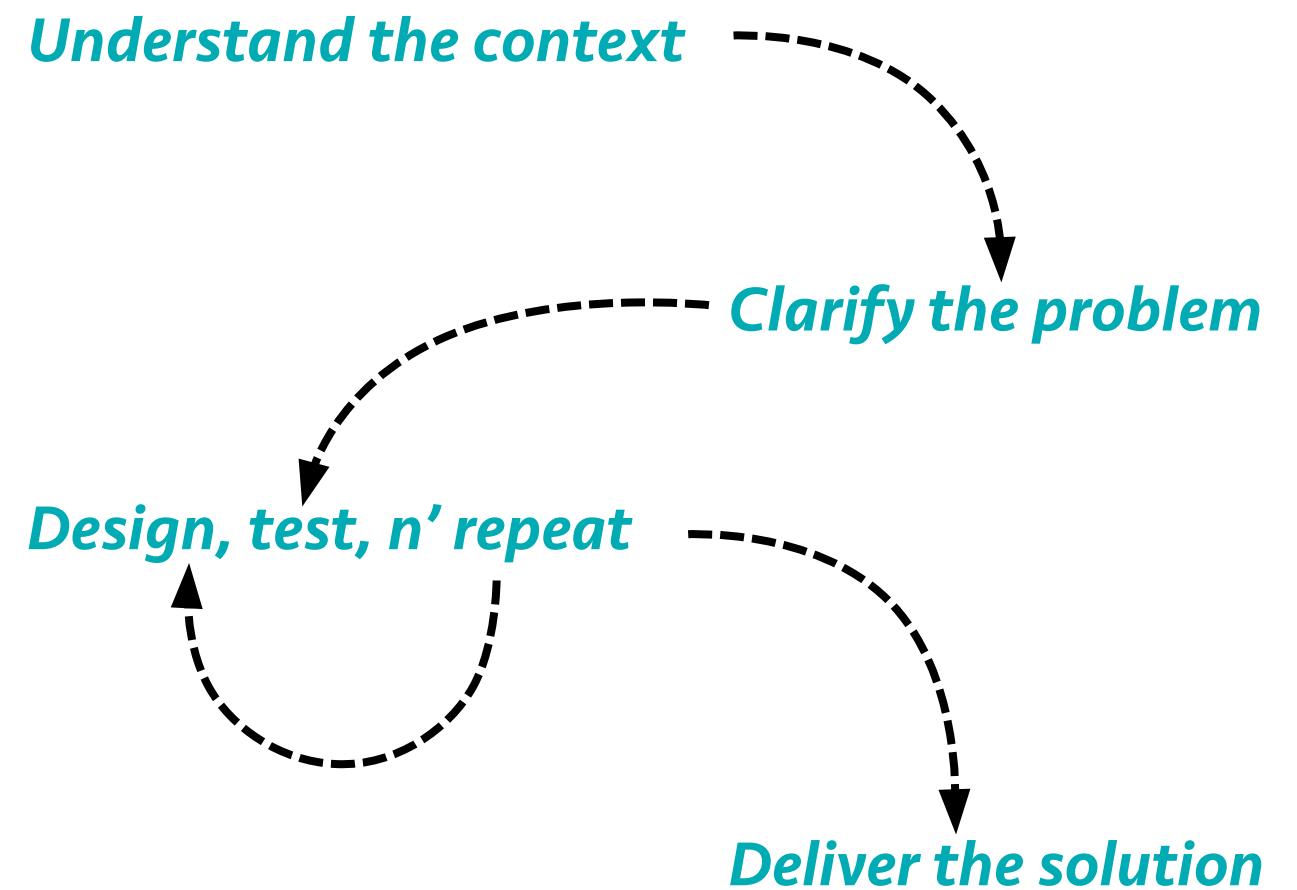 Understand the context
Clarify the problem
Design, test, n’ repeat
Deliver the solution